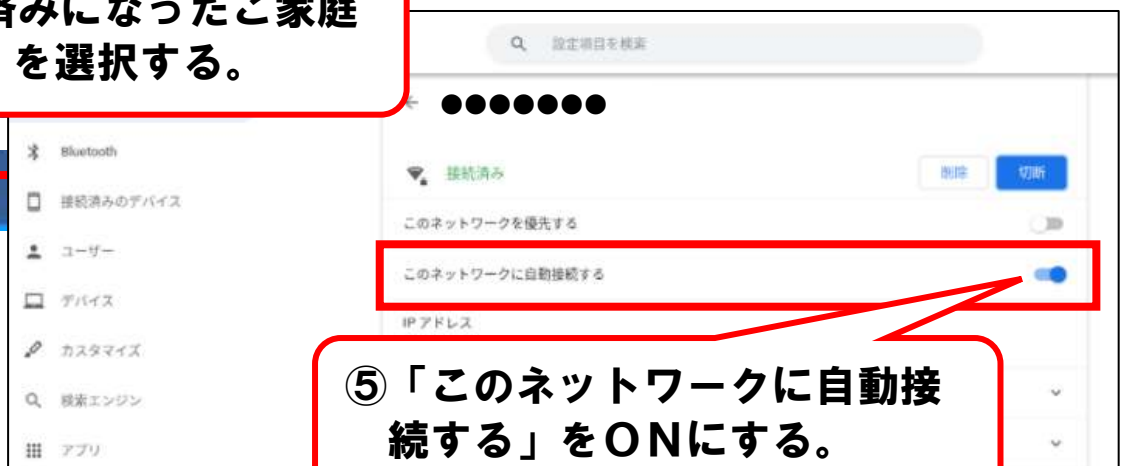 済みになったご家庭
を選択する。
設定項目を検索
●●●●●●●
Bluetooth
接続済みのデバイス
ユーザー
デバイス
カスタマイズ
検索エンジン
アプリ
接続済み
削除
切断
このネットワークを優先する
このネットワークに自動接続する
IP アドレス
⑤「このネットワークに自動接
続する」をＯＮにする。